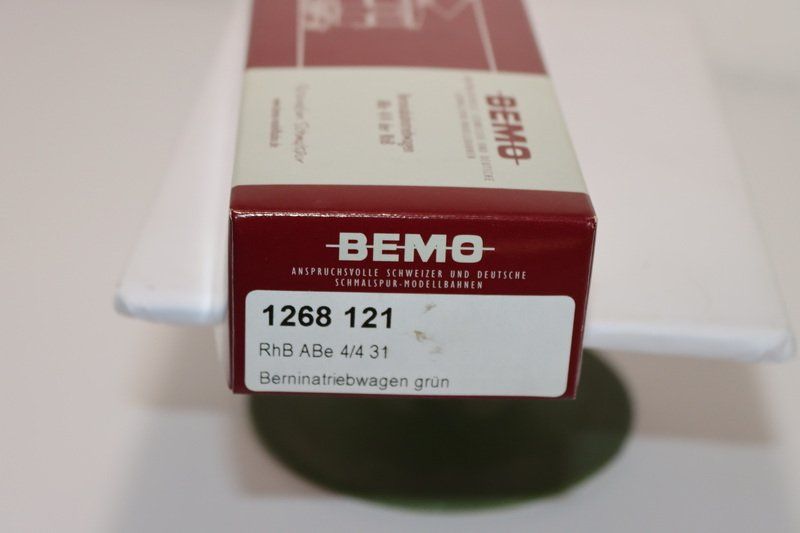 BEMO
BEMO
ANSPRUCHSVOLLE SCHWEIZER UND DEUTSCHE
SCHMALSPUR-MODELLBAHNEN
1268 121
RhB ABe 4/4 31
Berninatriebwagen grün